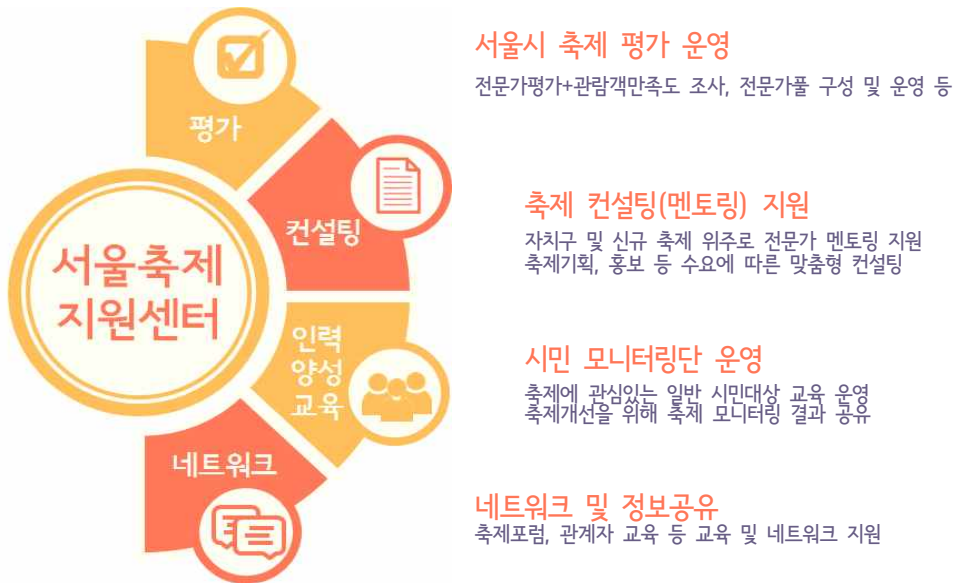 서울축제
지원센터
평가
서울시 축제 평가 운영
전문가평가+관람객만족도 조사, 전문가풀 구성 및 운영 등
컨설팅
축제 컨설팅(멘토링) 지원
자치구 및 신규 축제 위주로 전문가 멘토링 지원
축제기획, 홍보 등 수요에 따른 맞춤형 컨설팅
인력
양성
교육
시민 모니터링단 운영
축제에 관심있는 일반 시민대상 교육 운영
축제개선을 위해 축제 모니터링 결과 공유
네트워크
네트워크 및 정보공유
축제포럼, 관계자 교육 등 교육 및 네트워크 지원